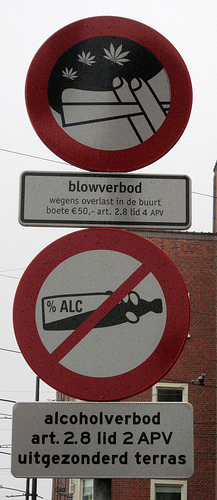 blowverbod
wegens overlast in de buurt
boete €50,- art. 2.8 lid 4 APV
% ALC
alcoholverbod
art. 2.8 lid 2 APV
uitgezonderd terras